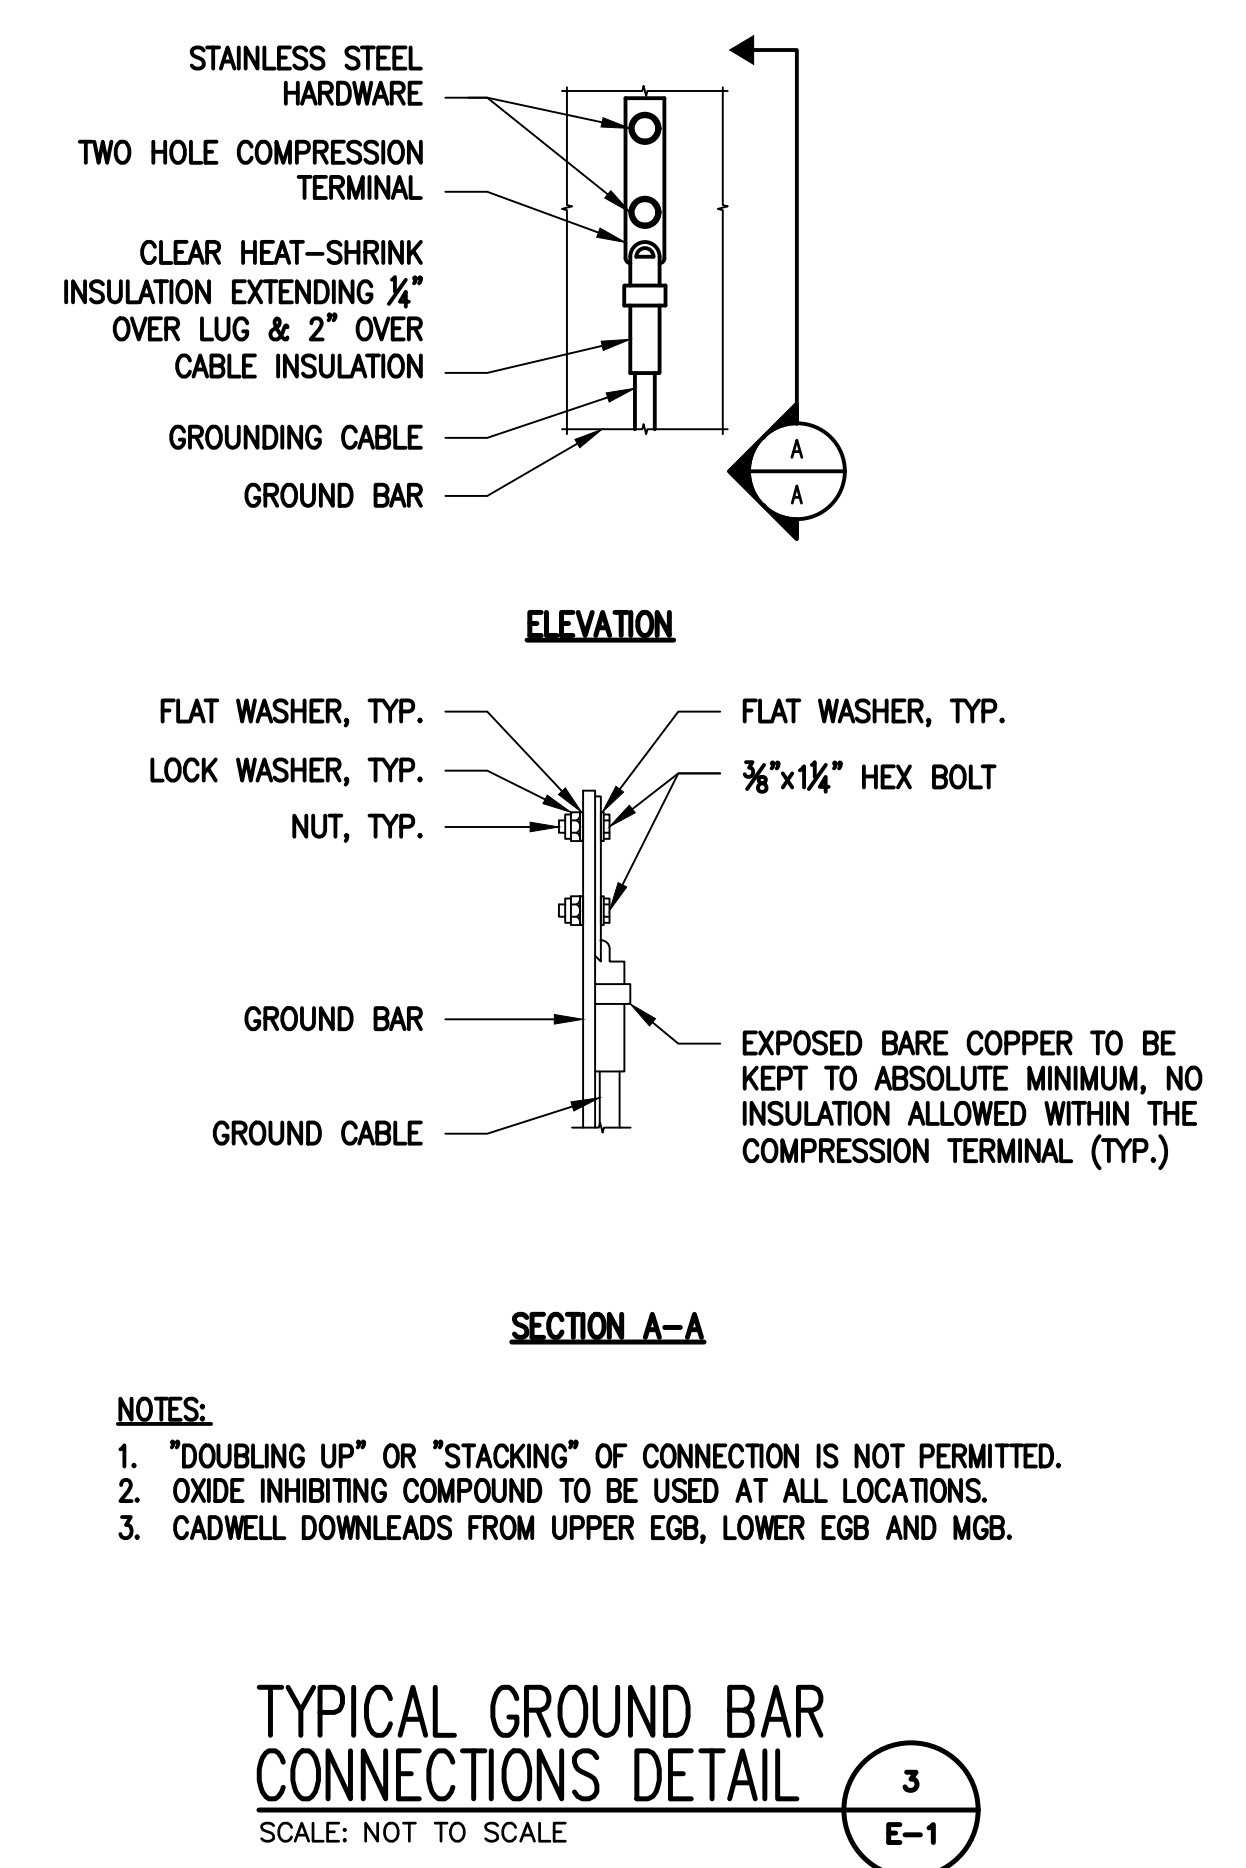 STAINLESS STEEL
HARDWARE
TWO HOLE COMPRESSION
TERMINAL
CLEAR HEAT-SHRINK
INSULATION EXTENDING 1/4"
OVER LUG & 2" OVER
CABLE INSULATION
GROUNDING CABLE
GROUND BAR
A
A
ELEVATION
FLAT WASHER, TYP.
LOCK WASHER, TYP.
NUT, TYP.
GROUND BAR
GROUND CABLE
FLAT WASHER, TYP.
3/8"x1 1/4" HEX BOLT
EXPOSED BARE COPPER TO BE
KEPT TO ABSOLUTE MINIMUM, NO
INSULATION ALLOWED WITHIN THE
COMPRESSION TERMINAL (TYP.)
SECTION A-A
NOTES:
1. "DOUBLING UP" OR "STACKING" OF CONNECTION IS NOT PERMITTED.
2. OXIDE INHIBITING COMPOUND TO BE USED AT ALL LOCATIONS.
3. CADWELL DOWNLEADS FROM UPPER EGB, LOWER EGB AND MGB.
TYPICAL GROUND BAR
CONNECTIONS DETAIL
SCALE: NOT TO SCALE
3
E-1